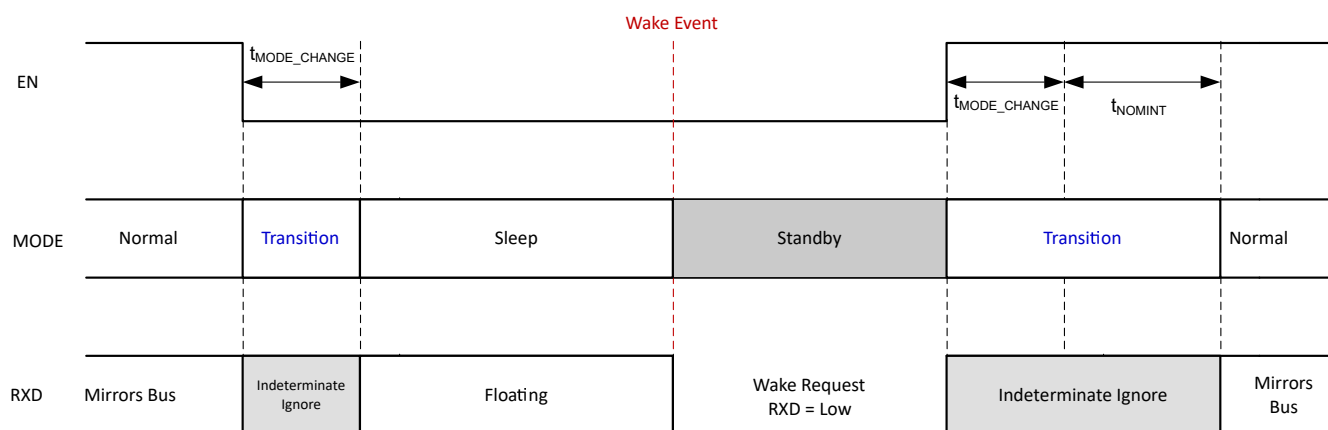 Wake Event
tMODE_CHANGE
EN
tMODE_CHANGE
tNOMINT
MODE
Normal
Transition
Sleep
Standby
Transition
Normal
RXD
Mirrors Bus
Indeterminate
Ignore
Floating
Wake Request
RXD = Low
Indeterminate Ignore
Mirrors
Bus